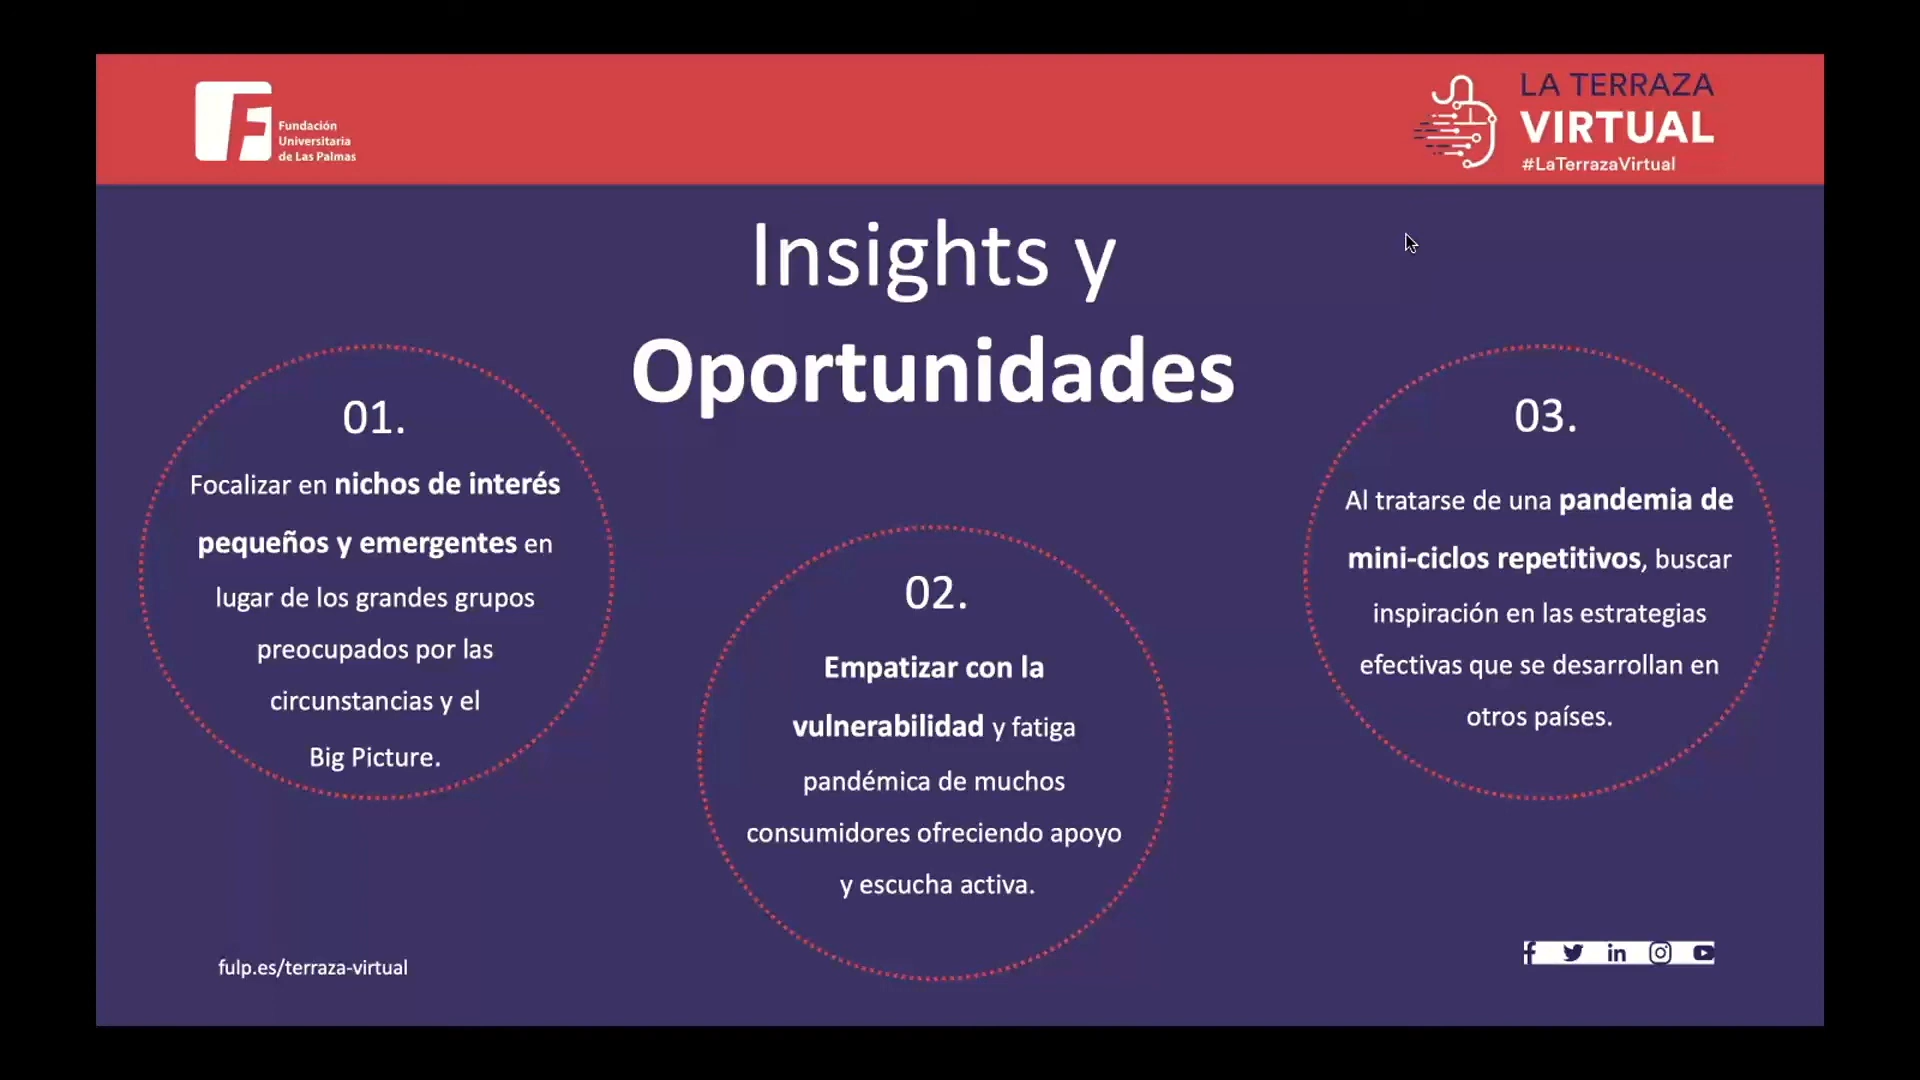 Fundación
Universitaria
de Las Palmas
LA TERRAZA
VIRTUAL
#LaTerrazaVirtual
Insights y
Oportunidades
01.
Focalizar en nichos de interés
pequeños y emergentes en
lugar de los grandes grupos
preocupados por las
circunstancias y el
Big Picture.
02.
Empatizar con la
vulnerabilidad y fatiga
pandémica de muchos
consumidores ofreciendo apoyo
y escucha activa.
03.
Al tratarse de una pandemia de
mini-ciclos repetitivos, buscar
inspiración en las estrategias
efectivas que se desarrollan en
otros países.
fulp.es/terraza-virtual